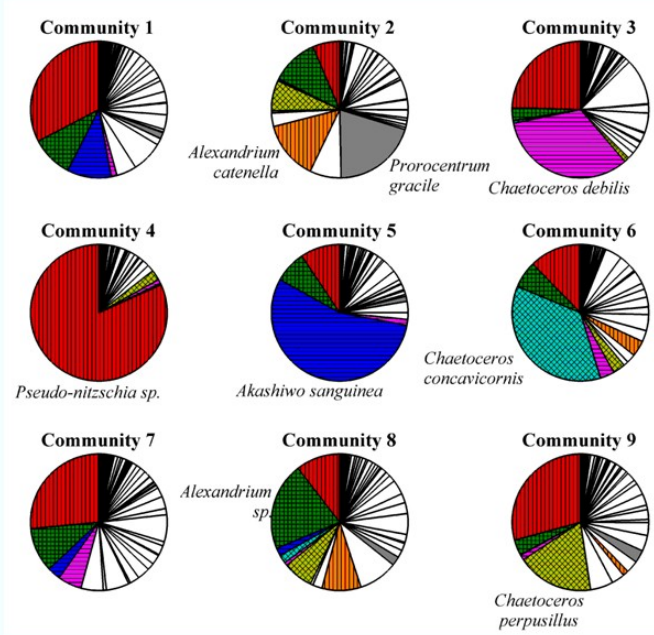 Community 1
Community 2
Community 3
Alexandrium
catenella
Prorocentrum
gracile
Chaetoceros debilis
Community 4
Community 5
Community 6
Pseudo-nitzschia sp.
Akashiwo sanguinea
Chaetoceros
concavicornis
Community 7
Community 8
Community 9
Alexandrium
sp.
Chaetoceros
perpusillus